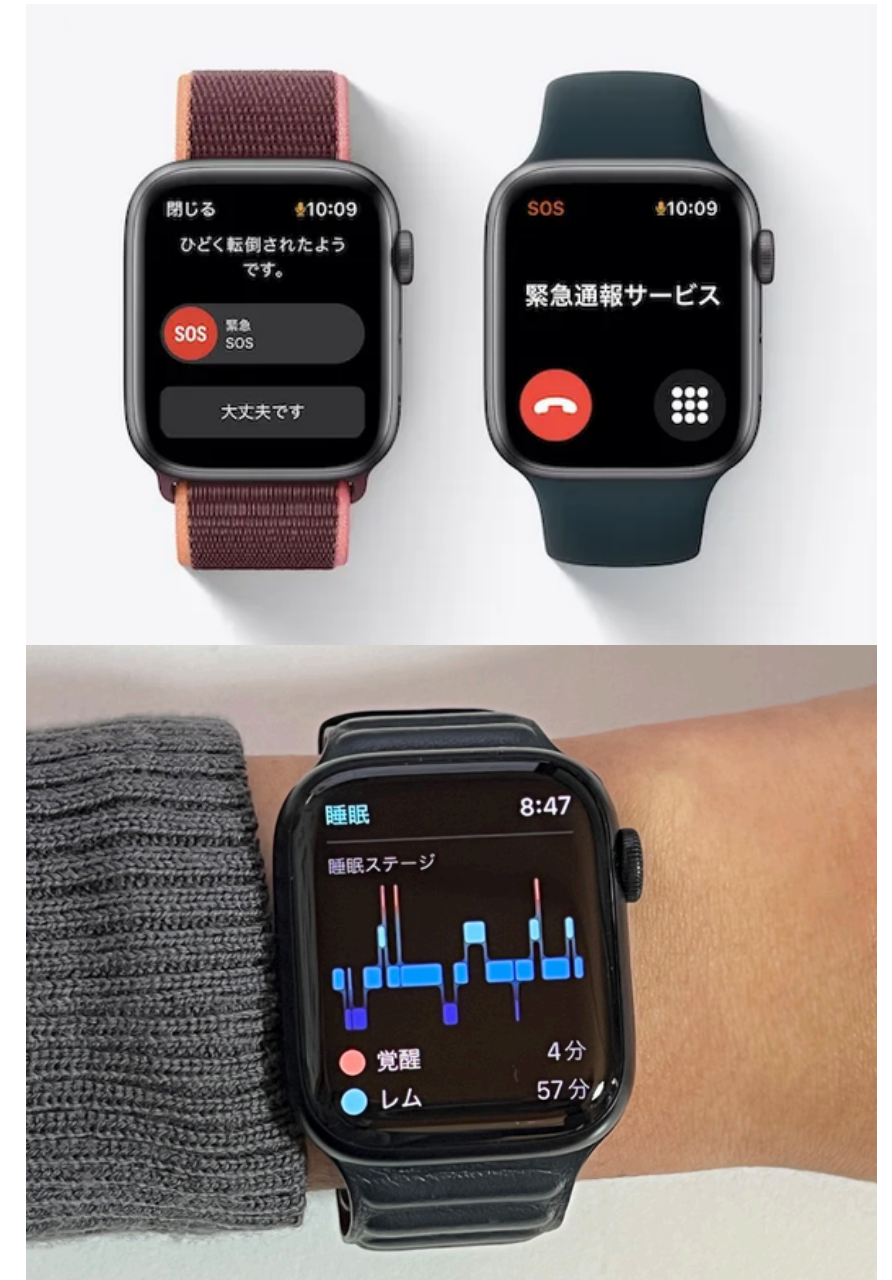 閉じる 10:09
ひどく転倒されたよう
です。
SOS 緊急
SOS
大丈夫です
SOS 10:09
緊急通報サービス
睡眠 8:47
睡眠ステージ
覚醒 4分
レム 57分